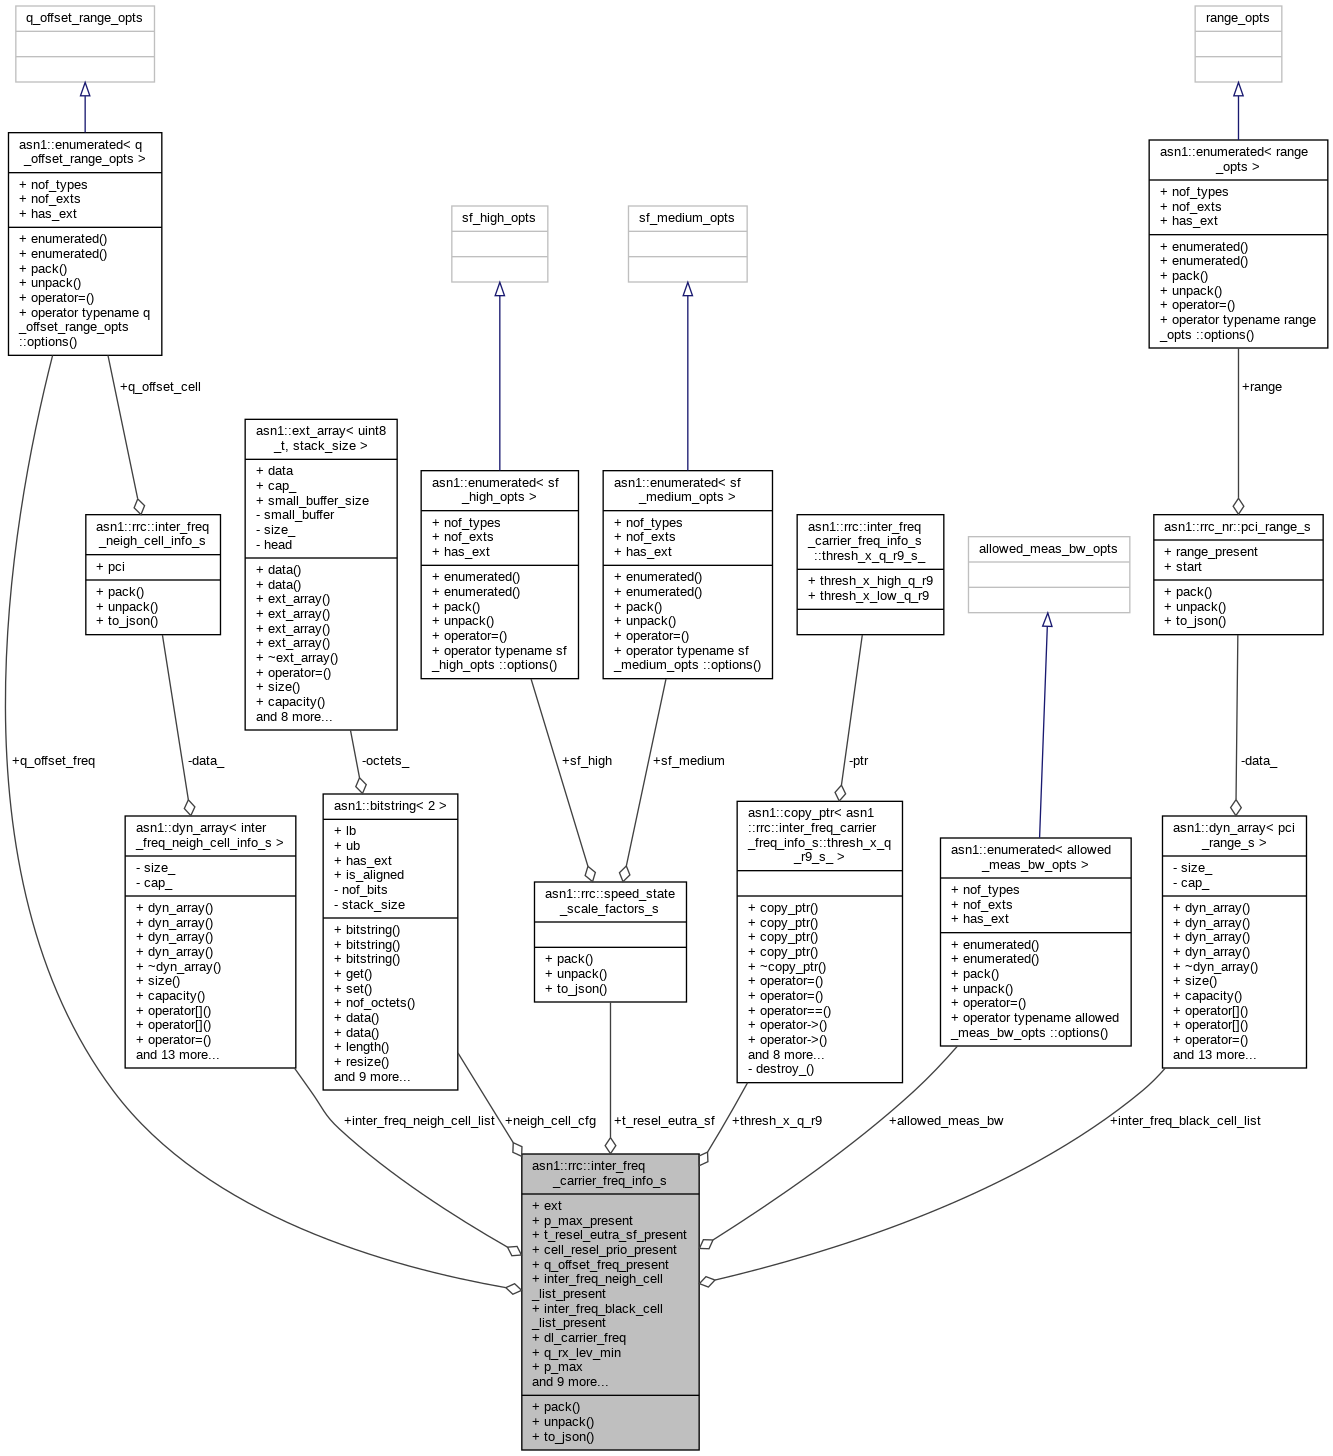 q_offset_range_opts
range_opts
asn1::enumerated< q
_offset_range_opts >
+ nof_types
+ nof_exts
+ has_ext
+ enumerated()
+ enumerated()
+ pack()
+ unpack()
+ operator=()
+ operator typename q
_offset_range_opts
::options()
asn1::enumerated< range
_opts >
+ nof_types
+ nof_exts
+ has_ext
+ enumerated()
+ enumerated()
+ pack()
+ unpack()
+ operator=()
+ operator typename range
_opts ::options()
sf_high_opts
sf_medium_opts
+q_offset_cell
+range
asn1::ext_array< uint8
_t, stack_size >
+ data
+ cap_
+ small_buffer_size
- small_buffer
- size_
- head
+ data()
+ data()
+ ext_array()
+ ext_array()
+ ext_array()
+ ext_array()
+ ~ext_array()
+ operator=()
+ size()
+ capacity()
and 8 more...
asn1::enumerated< sf
_high_opts >
+ nof_types
+ nof_exts
+ has_ext
+ enumerated()
+ enumerated()
+ pack()
+ unpack()
+ operator=()
+ operator typename sf
_high_opts ::options()
asn1::enumerated< sf
_medium_opts >
+ nof_types
+ nof_exts
+ has_ext
+ enumerated()
+ enumerated()
+ pack()
+ unpack()
+ operator=()
+ operator typename sf
_medium_opts ::options()
asn1::rrc::inter_freq
_neigh_cell_info_s
+ pci
+ pack()
+ unpack()
+ to_json()
asn1::rrc::inter_freq
_carrier_freq_info_s
::thresh_x_q_r9_s_
+ thresh_x_high_q_r9
+ thresh_x_low_q_r9
allowed_meas_bw_opts
asn1::rrc_nr::pci_range_s
+ range_present
+ start
+ pack()
+ unpack()
+ to_json()
+q_offset_freq
-data_
-octets_
+sf_high
+sf_medium
-ptr
-data_
asn1::dyn_array< inter
_freq_neigh_cell_info_s >
- size_
- cap_
+ dyn_array()
+ dyn_array()
+ dyn_array()
+ dyn_array()
+ ~dyn_array()
+ size()
+ capacity()
+ operator[]()
+ operator[]()
+ operator=()
and 13 more...
asn1::bitstring< 2 >
+ lb
+ ub
+ has_ext
+ is_aligned
- nof_bits
- stack_size
+ bitstring()
+ bitstring()
+ bitstring()
+ get()
+ set()
+ nof_octets()
+ data()
+ data()
+ length()
+ resize()
and 9 more...
asn1::rrc::speed_state
_scale_factors_s
+ pack()
+ unpack()
+ to_json()
asn1::copy_ptr< asn1
::rrc::inter_freq_carrier
_freq_info_s::thresh_x_q
_r9_s_ >
+ copy_ptr()
+ copy_ptr()
+ copy_ptr()
+ copy_ptr()
+ ~copy_ptr()
+ operator=()
+ operator=()
+ operator==()
+ operator->()
+ operator->()
and 8 more...
- destroy_()
asn1::enumerated< allowed
_meas_bw_opts >
+ nof_types
+ nof_exts
+ has_ext
+ enumerated()
+ enumerated()
+ pack()
+ unpack()
+ operator=()
+ operator typename allowed
_meas_bw_opts ::options()
asn1::dyn_array< pci
_range_s >
- size_
- cap_
+ dyn_array()
+ dyn_array()
+ dyn_array()
+ dyn_array()
+ ~dyn_array()
+ size()
+ capacity()
+ operator[]()
+ operator[]()
+ operator=()
and 13 more...
+inter_freq_neigh_cell_list
+neigh_cell_cfg
+t_resel_eutra_sf
+thresh_x_q_r9
+allowed_meas_bw
+inter_freq_black_cell_list
asn1::rrc::inter_freq
_carrier_freq_info_s
+ ext
+ p_max_present
+ t_resel_eutra_sf_present
+ cell_resel_prio_present
+ q_offset_freq_present
+ inter_freq_neigh_cell
_list_present
+ inter_freq_black_cell
_list_present
+ dl_carrier_freq
+ q_rx_lev_min
+ p_max
and 9 more...
+ pack()
+ unpack()
+ to_json()